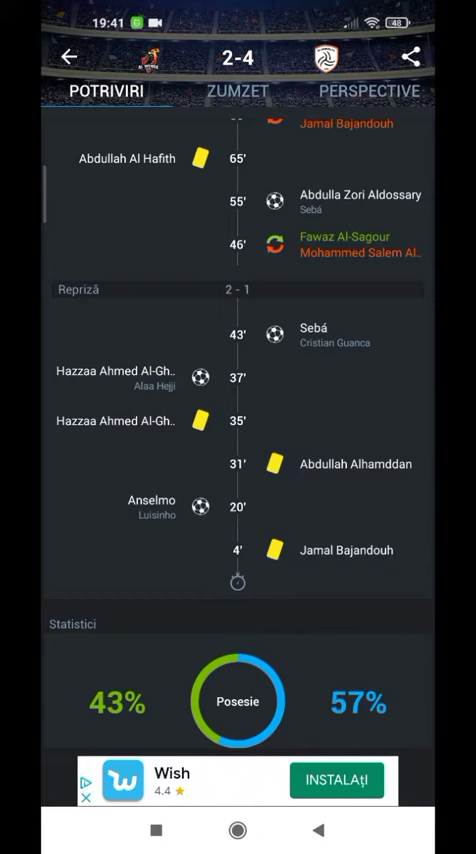 19:41 48
2-4
POTRIVIRI ZUMZET PERSPECTIVE
Jamal Bajandouh
Abdullah Al Hafith 65'
55' Abdulla Zori Aldossary
Sebá
46' Fawaz Al-Sagour
Mohammed Salem Al..
Repriză 2 - 1
43' Sebá
Cristian Guanca
Hazzaa Ahmed Al-Gh.. 37'
Alaa Hejji
Hazzaa Ahmed Al-Gh.. 35'
31' Abdullah Alhamddan
Anselmo 20'
Luisinho
4' Jamal Bajandouh
Statistici
43% Posesie 57%
Wish
4.4
INSTALAȚI